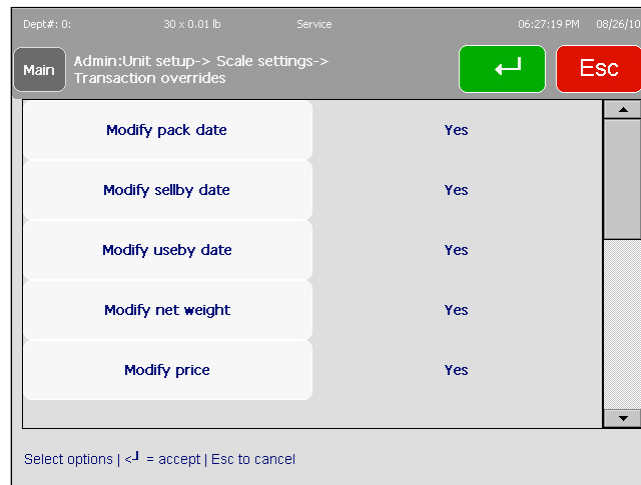 Dept#: 0: 30 x 0.01 lb Service 06:27:19 PM 08/26/10
Main Admin:Unit setup-> Scale settings->
Transaction overrides
Esc
Modify pack date Yes
Modify sellby date Yes
Modify useby date Yes
Modify net weight Yes
Modify price Yes
Select options | <┘ = accept | Esc to cancel